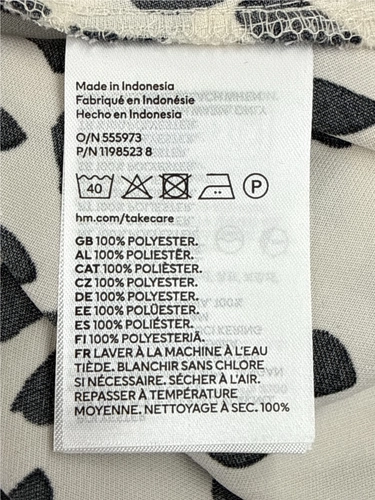 Made in Indonesia
Fabriqué en Indonésie
Hecho en Indonesia
O/N 555973
P/N 1198523 8
40 P
hm.com/takecare
GB 100% POLYESTER.
AL 100% POLIESTËR.
CAT 100% POLIÈSTER.
CZ 100% POLYESTER.
DE 100% POLYESTER.
EE 100% POLÜESTER.
ES 100% POLIÉSTER.
FI 100% POLYESTERIÄ.
FR LAVER À LA MACHINE À L'EAU
TIÈDE. BLANCHIR SANS CHLORE
SI NÉCESSAIRE. SÉCHER À L'AIR.
REPASSER À TEMPÉRATURE
MOYENNE. NETTOYAGE À SEC. 100%